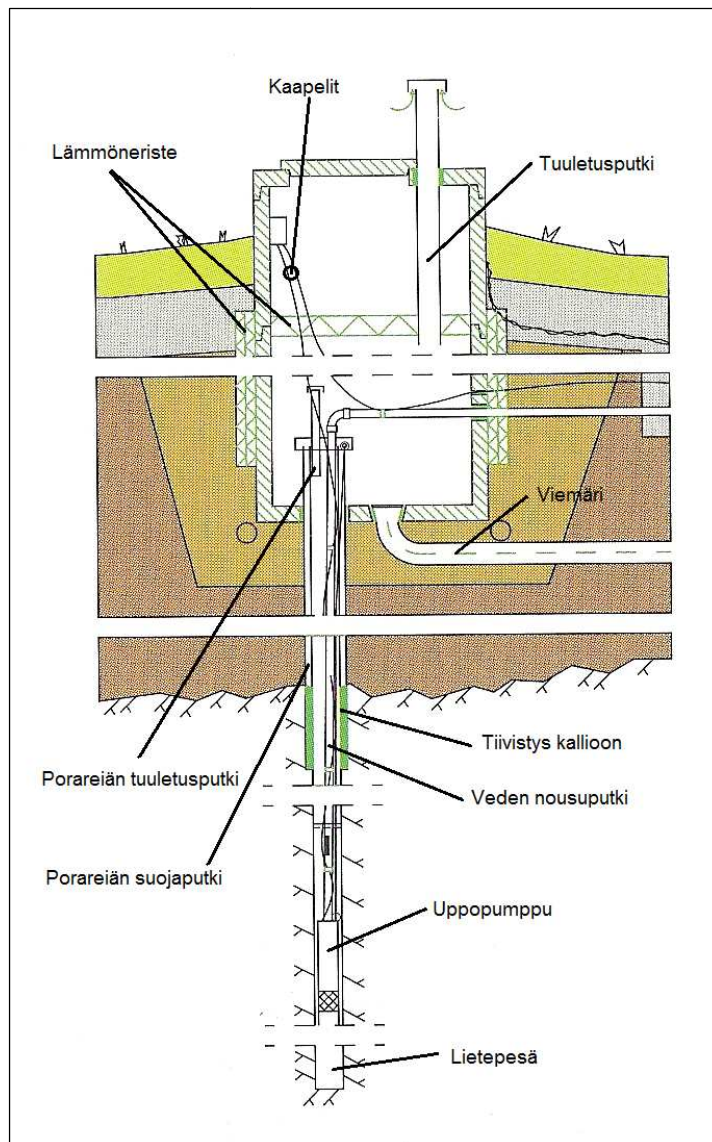 Kaapelit
Lämmöneriste
Tuuletusputki
Viemäri
Tiivistys kallioon
Porareiän tuuletusputki
Veden nousuputki
Porareiän suojaputki
Uppopumppu
Lietepesä